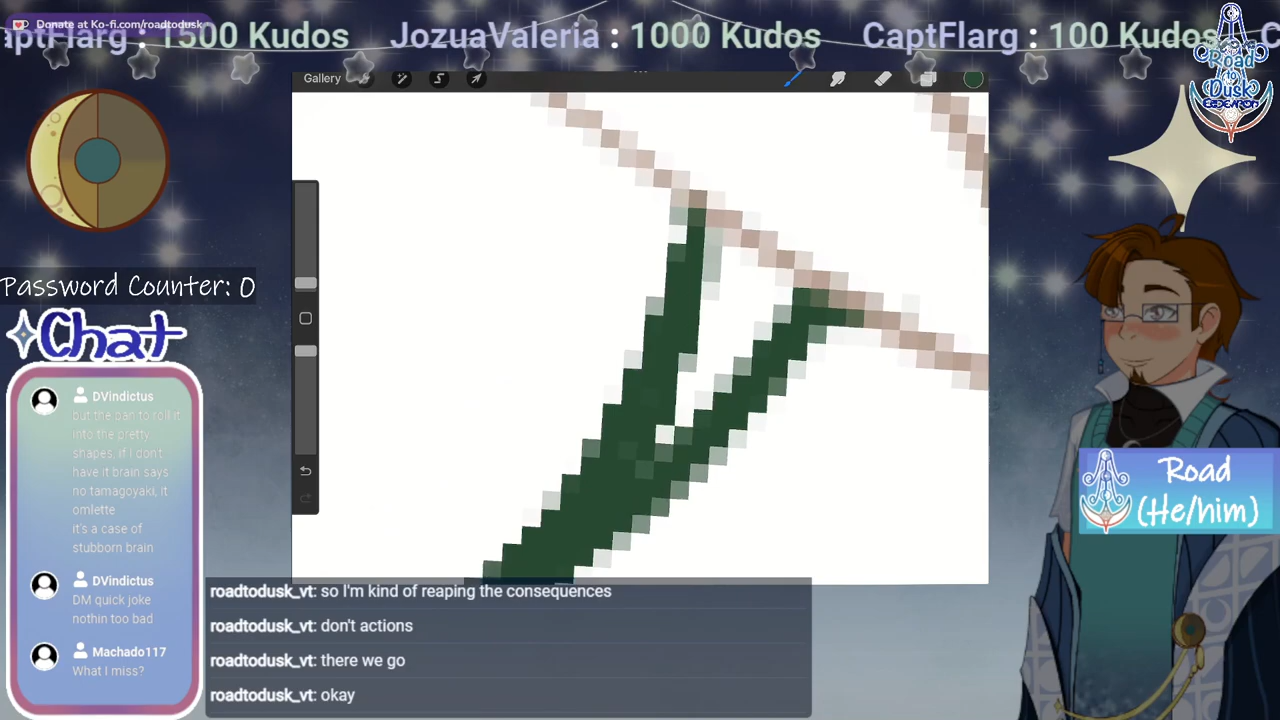 Donate at Ko-fi.com/roadtodusk
aptFlarg : 1500 Kudos JozuaValeria : 1000 Kudos CaptFlarg : 100 Kudos C
Road
to
Dusk
Gallery
Password Counter: 0
Chat
DVindictus
but the pan to roll it
into the pretty
shapes, if I don't
have it brain says
no tamagoyaki, it
omlette
it's a case of
stubborn brain
DVindictus
DM quick joke
nothin too bad
Machado117
What I miss?
roadtodusk_vt: so I'm kind of reaping the consequences
roadtodusk_vt: don't actions
roadtodusk_vt: there we go
roadtodusk_vt: okay
Road
(He/him)